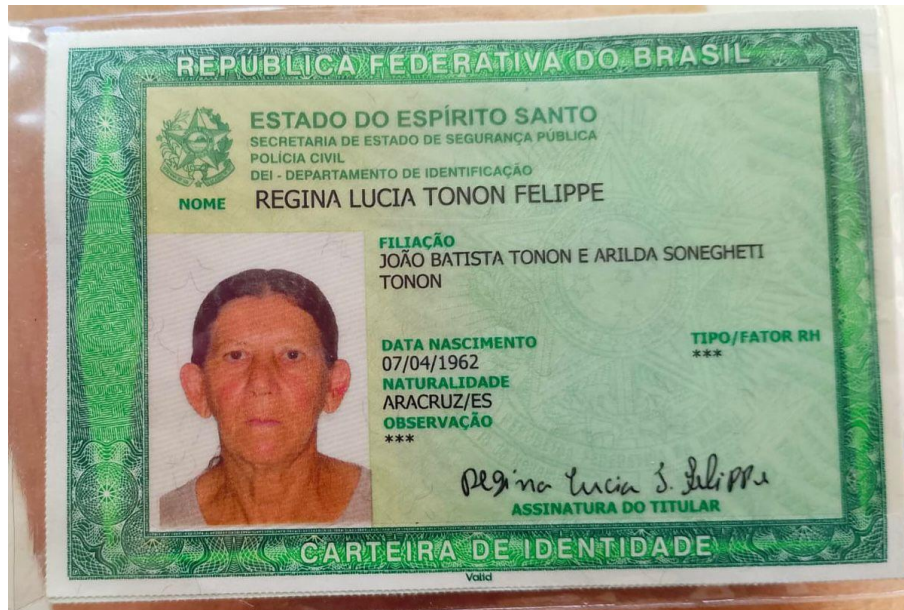 REPÚBLICA FEDERATIVA DO BRASIL
ESTADO DO ESPÍRITO SANTO
SECRETARIA DE ESTADO DE SEGURANÇA PÚBLICA
POLÍCIA CIVIL
DEI - DEPARTAMENTO DE IDENTIFICAÇÃO
NOME REGINA LUCIA TONON FELIPPE
FILIAÇÃO
JOÃO BATISTA TONON E ARILDA SONEGHETI
TONON
DATA NASCIMENTO TIPO/FATOR RH
07/04/1962 ***
NATURALIDADE
ARACRUZ/ES
OBSERVAÇÃO
***
Regina Lucia T. Felippe
ASSINATURA DO TITULAR
CARTEIRA DE IDENTIDADE
Valid